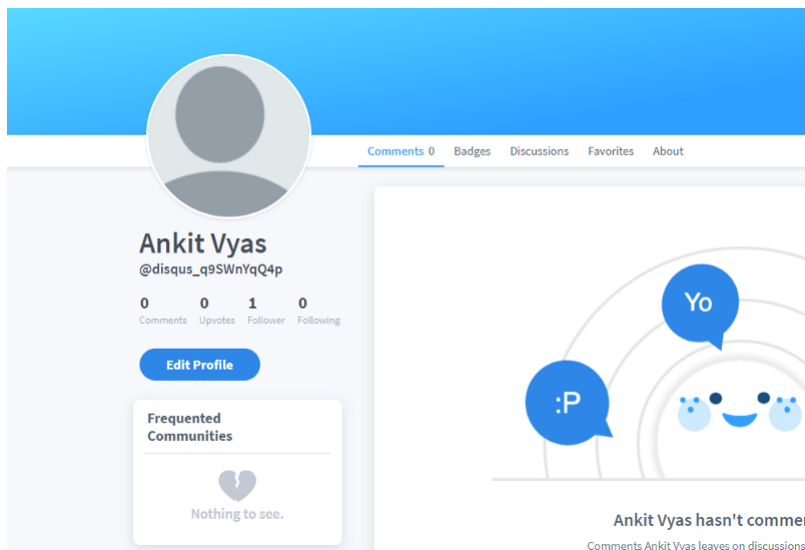 Comments 0 Badges Discussions Favorites About
Ankit Vyas
@disqus_q9SWnYqQ4p
0 0 1 0
Comments Upvotes Follower Following
Edit Profile
Frequented
Communities
Nothing to see.
Yo
:P
Ankit Vyas hasn't comme
Comments Ankit Vyas leaves on discussions